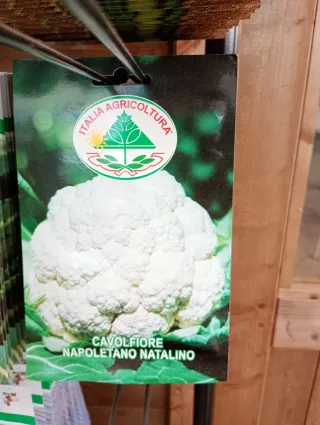 ITALIA AGRICOLTURA
CAVOLFIORE
NAPOLETANO NATALINO